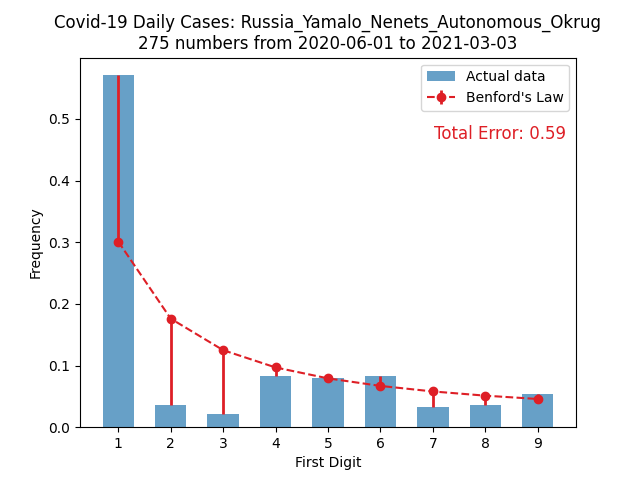 Covid-19 Daily Cases: Russia_Yamalo_Nenets_Autonomous_Okrug
275 numbers from 2020-06-01 to 2021-03-03
Actual data
Benford's Law
Total Error: 0.59
Frequency
0.5
0.4
0.3
0.2
0.1
0.0
1 2 3 4 5 6 7 8 9
First Digit